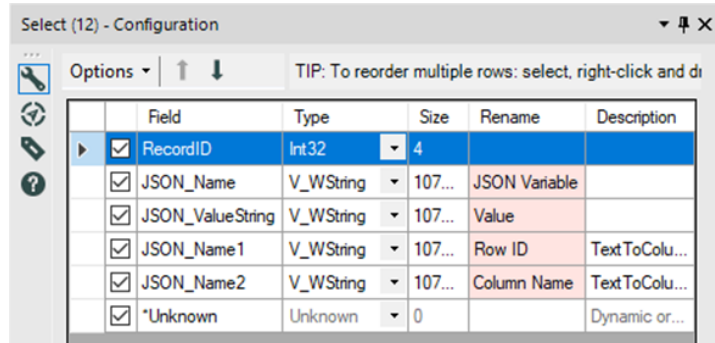 Select (12) - Configuration
Options TIP: To reorder multiple rows: select, right-click and dr
Field Type Size Rename Description
RecordID Int32 4
JSON_Name V_WString 107... JSON Variable
JSON_ValueString V_WString 107... Value
JSON_Name1 V_WString 107... Row ID TextToColu...
JSON_Name2 V_WString 107... Column Name TextToColu...
*Unknown Unknown 0 Dynamic or...